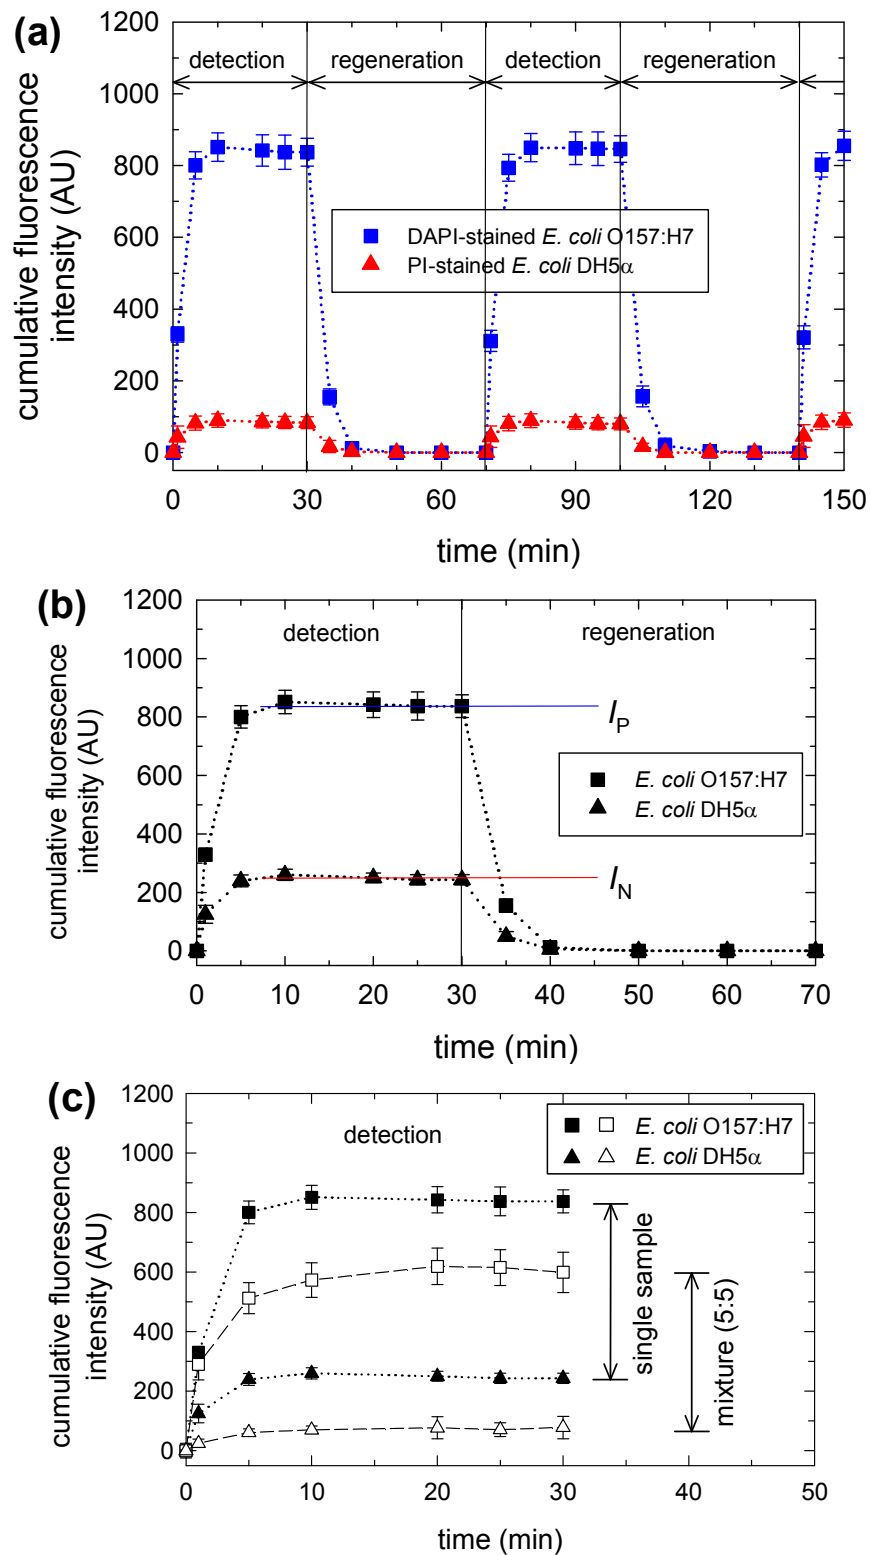 (a)
cumulative fluorescence
intensity (AU)
1200
1000
800
600
400
200
0
detection
regeneration
detection
regeneration
DAPI-stained E. coli O157:H7
PI-stained E. coli DH5α
0
30
60
90
120
150
time (min)
(b)
cumulative fluorescence
intensity (AU)
1200
1000
800
600
400
200
0
detection
regeneration
IP
E. coli O157:H7
E. coli DH5α
IN
0
10
20
30
40
50
60
70
time (min)
(c)
cumulative fluorescence
intensity (AU)
1200
1000
800
600
400
200
0
detection
E. coli O157:H7
E. coli DH5α
single sample
mixture (5:5)
0
10
20
30
40
50
time (min)